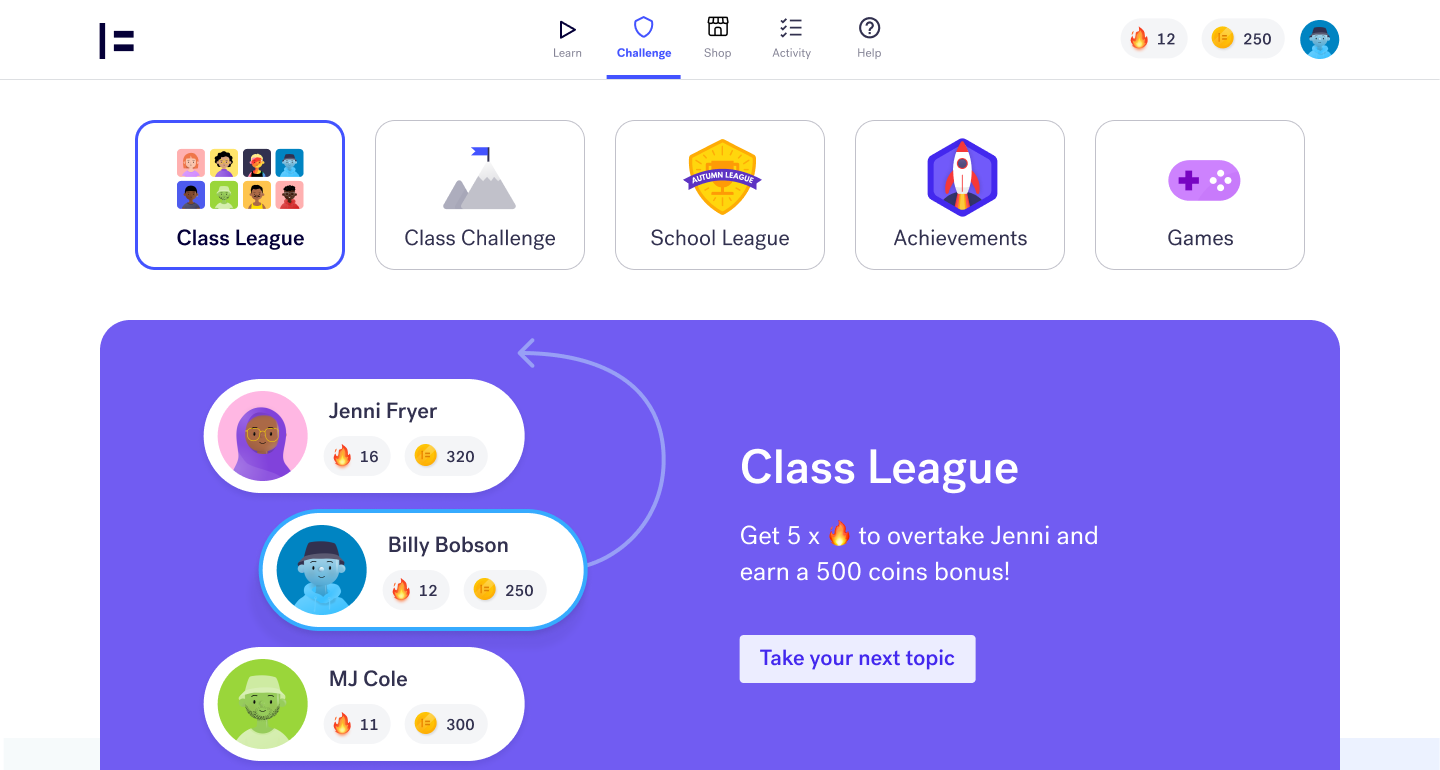 Learn
Challenge
Shop
Activity
Help
12
250
Class League
Class Challenge
AUTUMN LEAGUE
School League
Achievements
Games
Jenni Fryer
16
320
Billy Bobson
12
250
MJ Cole
11
300
Class League
Get 5 x 🔥 to overtake Jenni and
earn a 500 coins bonus!
Take your next topic